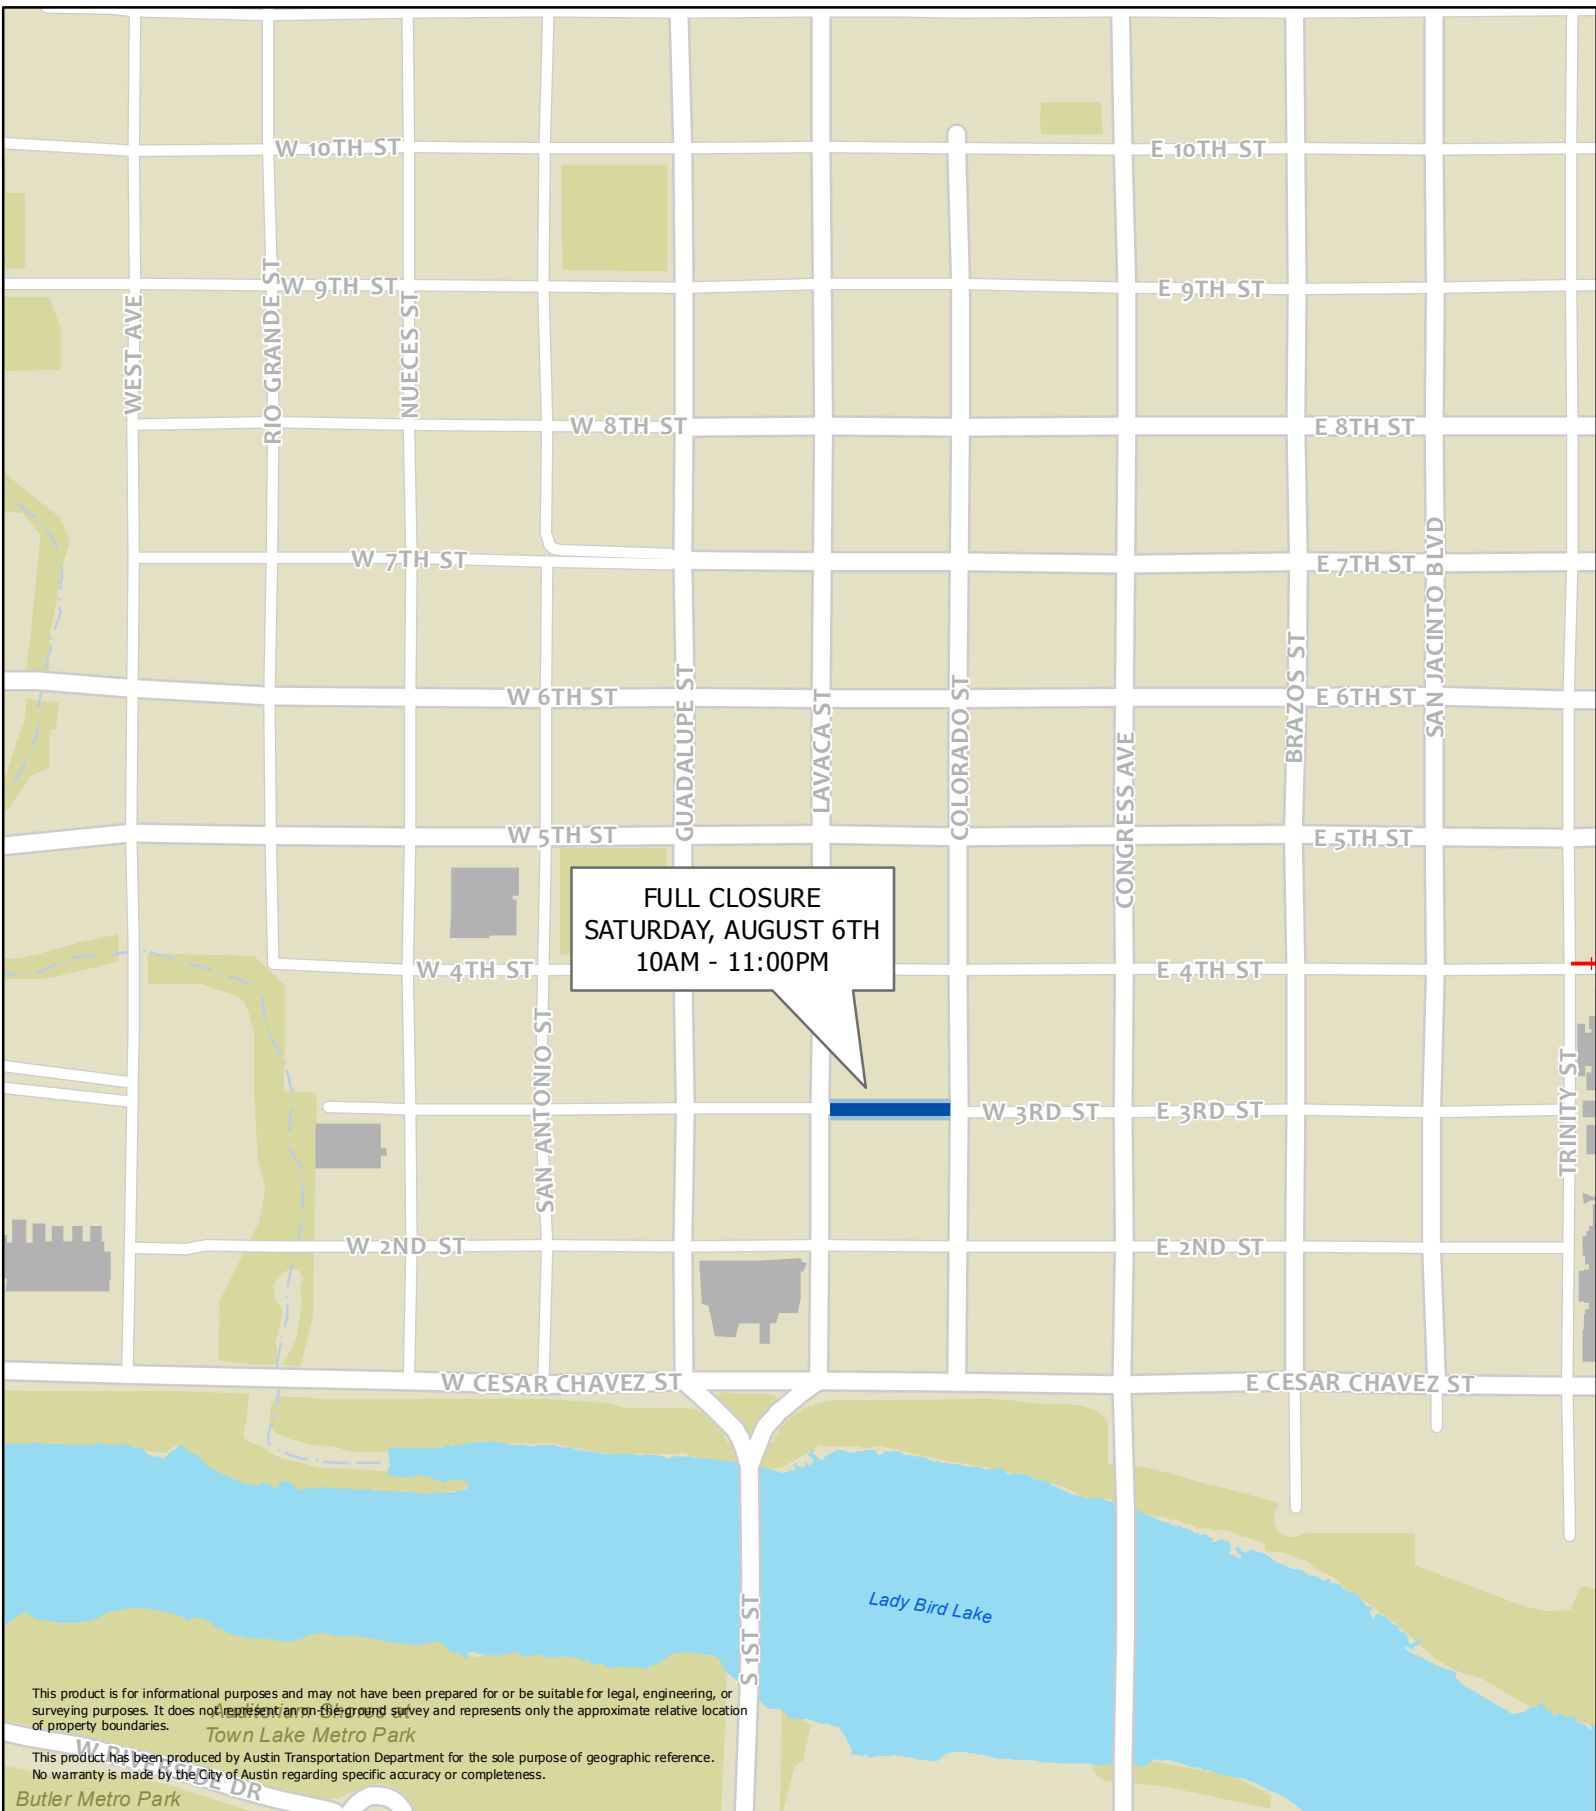 W 10TH ST
E 10TH ST
W 9TH ST
E 9TH ST
WEST AVE
RIO GRANDE ST
NUECES ST
W 8TH ST
E 8TH ST
W 7TH ST
E 7TH ST
SAN JACINTO BLVD
W 6TH ST
E 6TH ST
GUADALUPE ST
LAVACA ST
COLORADO ST
CONGRESS AVE
BRAZOS ST
W 5TH ST
E 5TH ST
FULL CLOSURE
SATURDAY, AUGUST 6TH
10AM - 11:00PM
W 4TH ST
E 4TH ST
SAN ANTONIO ST
W 3RD ST
E 3RD ST
TRINITY ST
W 2ND ST
E 2ND ST
W CESAR CHAVEZ ST
E CESAR CHAVEZ ST
Lady Bird Lake
S 1ST ST
This product is for informational purposes and may not have been prepared for or be suitable for legal, engineering, or
surveying purposes. It does not represent an on-the-ground survey and represents only the approximate relative location
of property boundaries.
Auditorium Shores at
Town Lake Metro Park
This product has been produced by Austin Transportation Department for the sole purpose of geographic reference.
No warranty is made by the City of Austin regarding specific accuracy or completeness.
W RIVERSIDE DR
Butler Metro Park